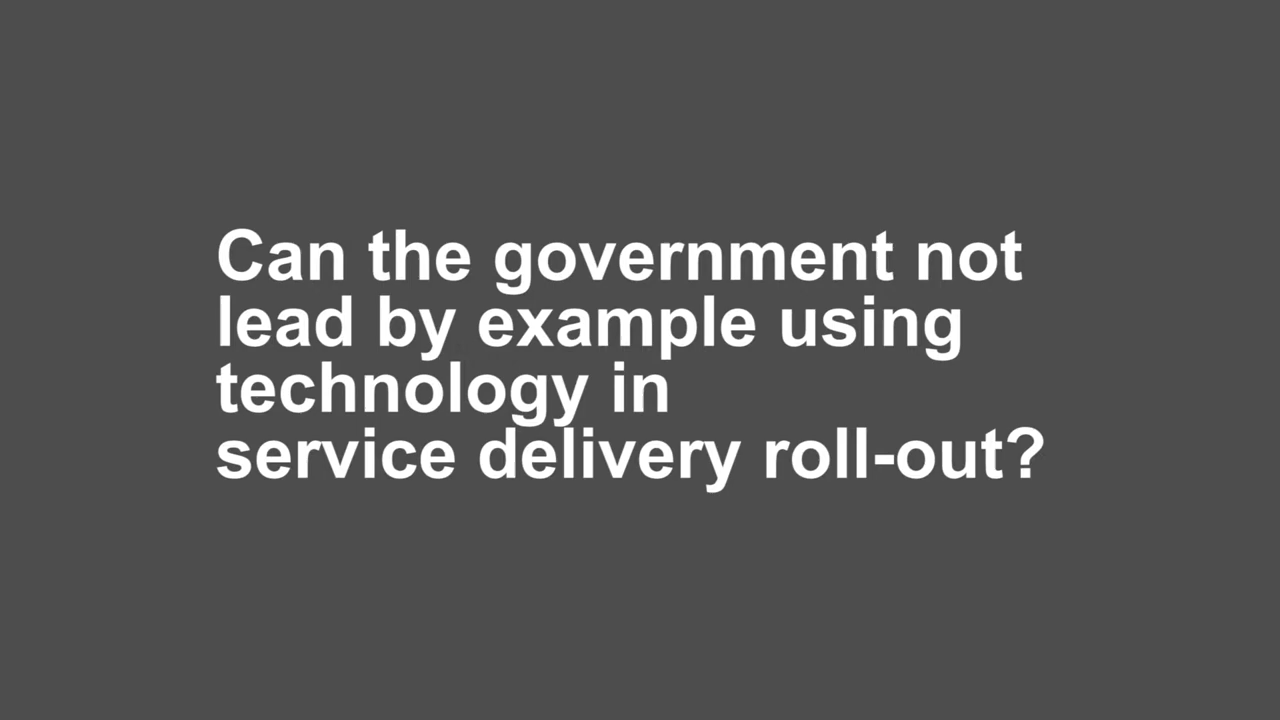 Can the government not
lead by example using
technology in
service delivery roll-out?